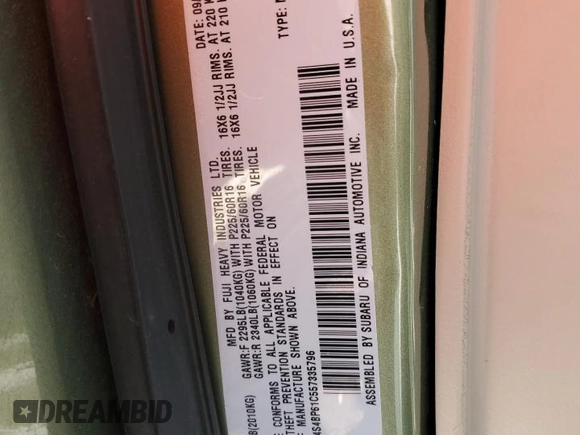 DATE:
MFD BY FUJI HEAVY INDUSTRIES LTD.
GAWR:F 2295LB(1040KG) WITH P225/60R16 TIRES. 16X6 1/2JJ RIMS. AT 220
LB(2010KG) GAWR:R 2340LB(1060KG) WITH P225/60R16 TIRES. 16X6 1/2JJ RIMS. AT 210
CONFORMS TO ALL APPLICABLE FEDERAL MOTOR VEHICLE
THEFT PREVENTION STANDARDS IN EFFECT ON
MANUFACTURE SHOWN ABOVE.
4S4BP61C557335796 TYPE:
ASSEMBLED BY SUBARU OF INDIANA AUTOMOTIVE INC. MADE IN U.S.A.
DREAMBID.COM